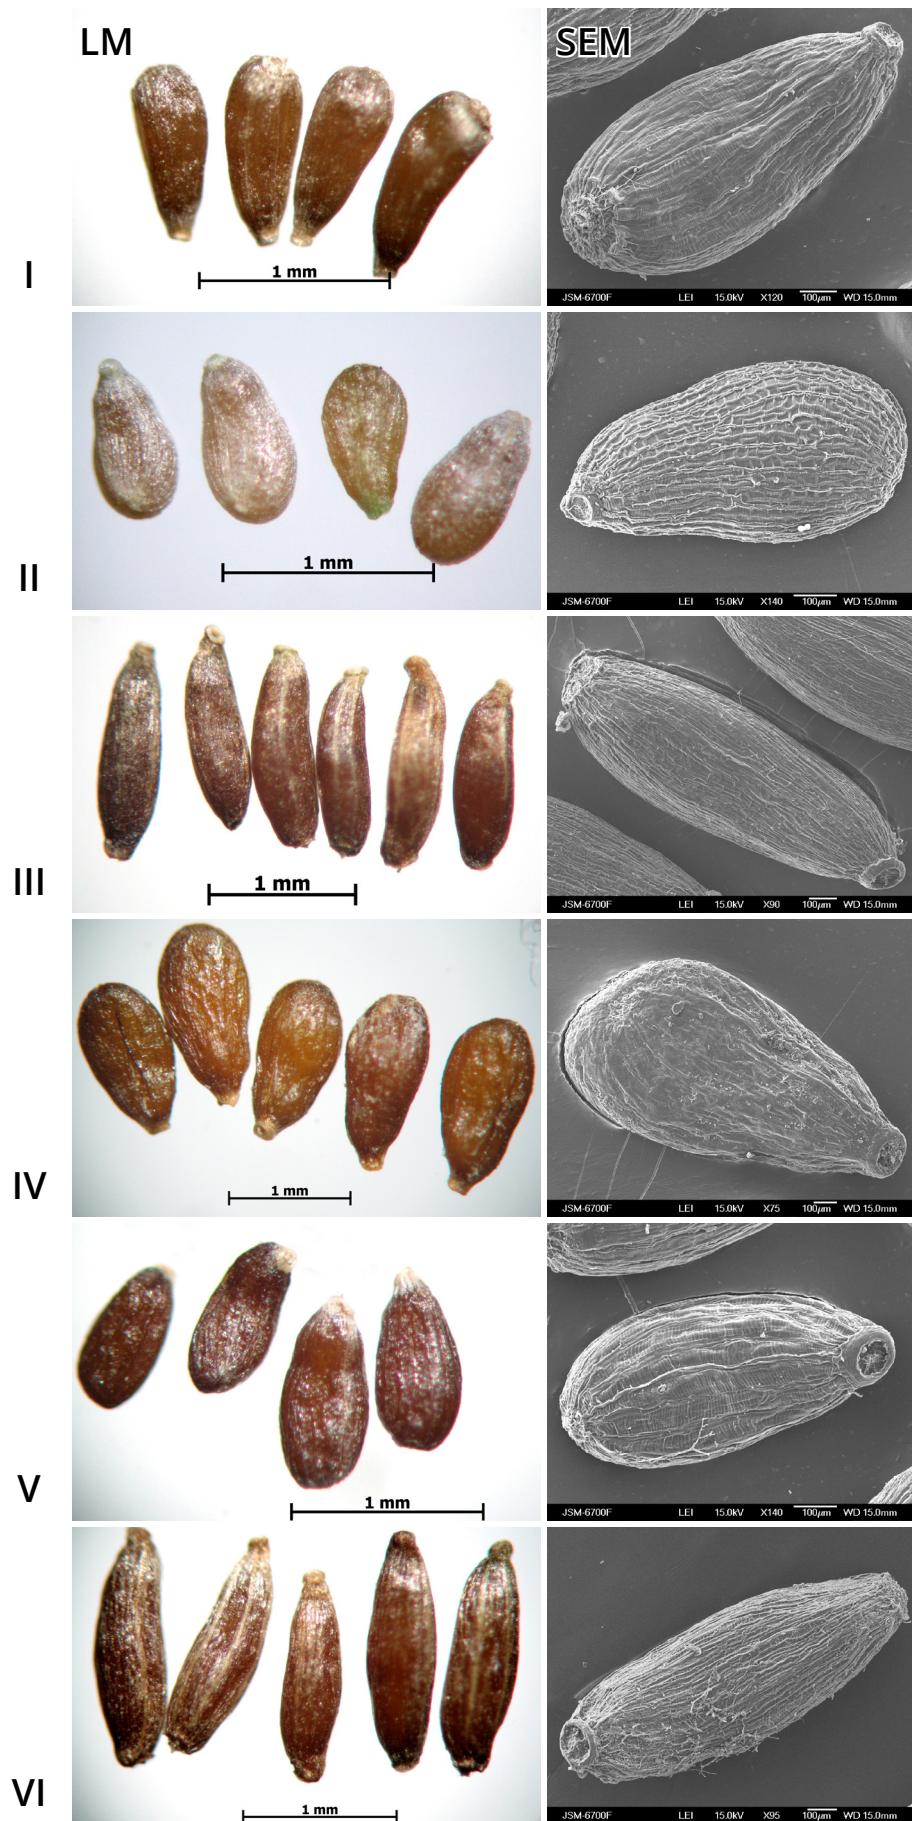 LM
SEM
I
1 mm
JSM-6700F LEI 15.0kV X120 100µm WD 15.0mm
II
1 mm
JSM-6700F LEI 15.0kV X140 100µm WD 15.0mm
III
1 mm
JSM-6700F LEI 15.0kV X90 100µm WD 15.0mm
IV
1 mm
JSM-6700F LEI 15.0kV X75 100µm WD 15.0mm
V
1 mm
JSM-6700F LEI 15.0kV X140 100µm WD 15.0mm
VI
1 mm
JSM-6700F LEI 15.0kV X95 100µm WD 15.0mm